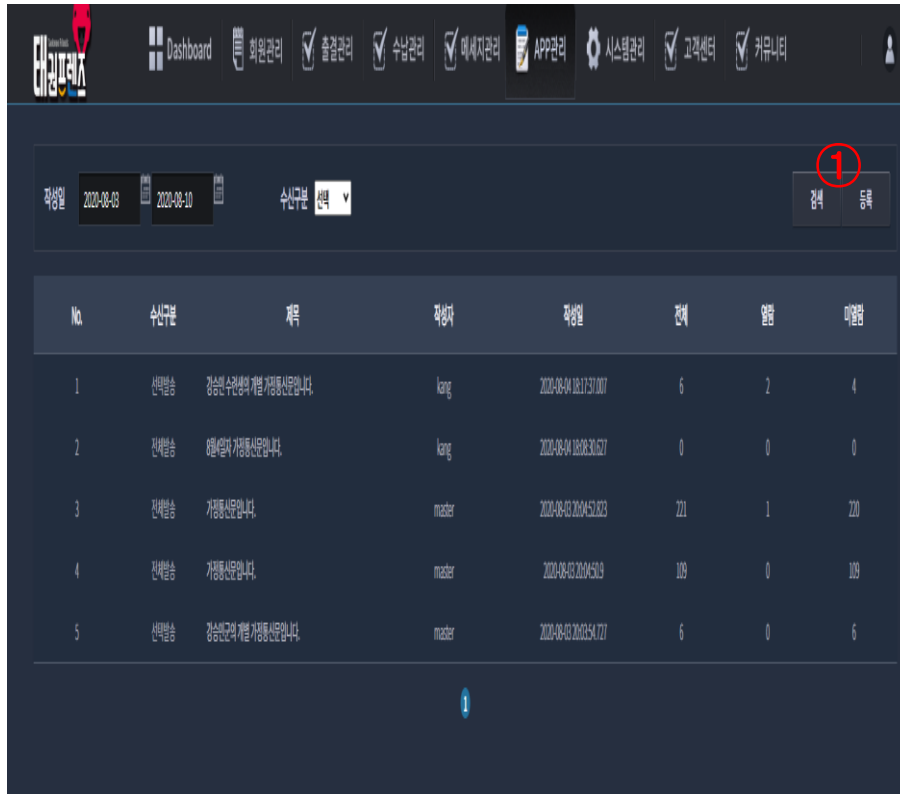 태권프렌즈
Dashboard 회원관리 출결관리 수납관리 메세지관리 APP관리 시스템관리 고객센터 커뮤니티
①
작성일 2020-08-03 2020-08-10 수신구분 선택 검색 등록
No. 수신구분 제목 작성자 작성일 전체 열람 미열람
1 선택발송 강승민 수련생의 개별 가정통신문입니다. kang 2020-08-04 18:17:37.007 6 2 4
2 전체발송 8월4일자 가정통신문입니다. kang 2020-08-04 18:08:30.627 0 0 0
3 전체발송 가정통신문입니다. master 2020-08-03 20:04:52.823 221 1 220
4 전체발송 가정통신문입니다. master 2020-08-03 20:04:50.9 109 0 109
5 선택발송 강승민군의 개별 가정통신문입니다. master 2020-08-03 20:03:54.727 6 0 6
1